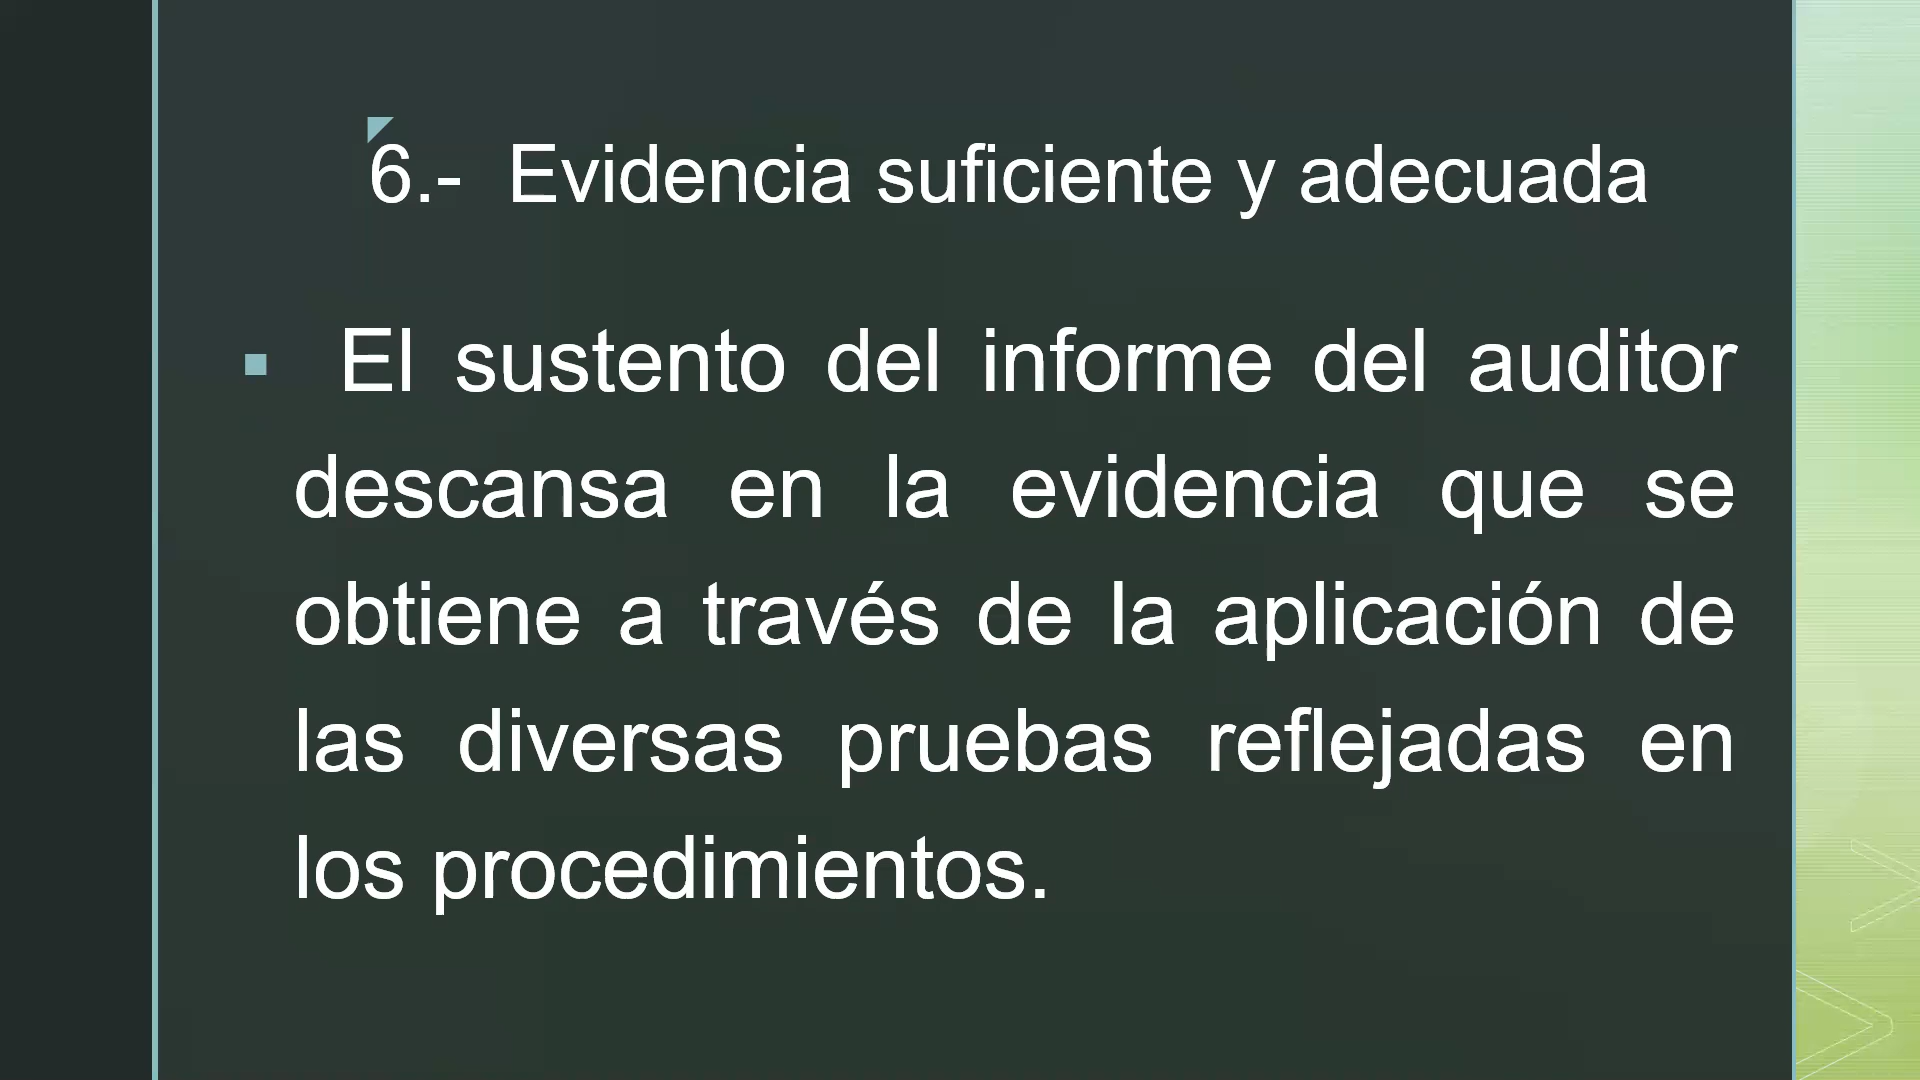 6.- Evidencia suficiente y adecuada
▪ El sustento del informe del auditor
descansa en la evidencia que se
obtiene a través de la aplicación de
las diversas pruebas reflejadas en
los procedimientos.